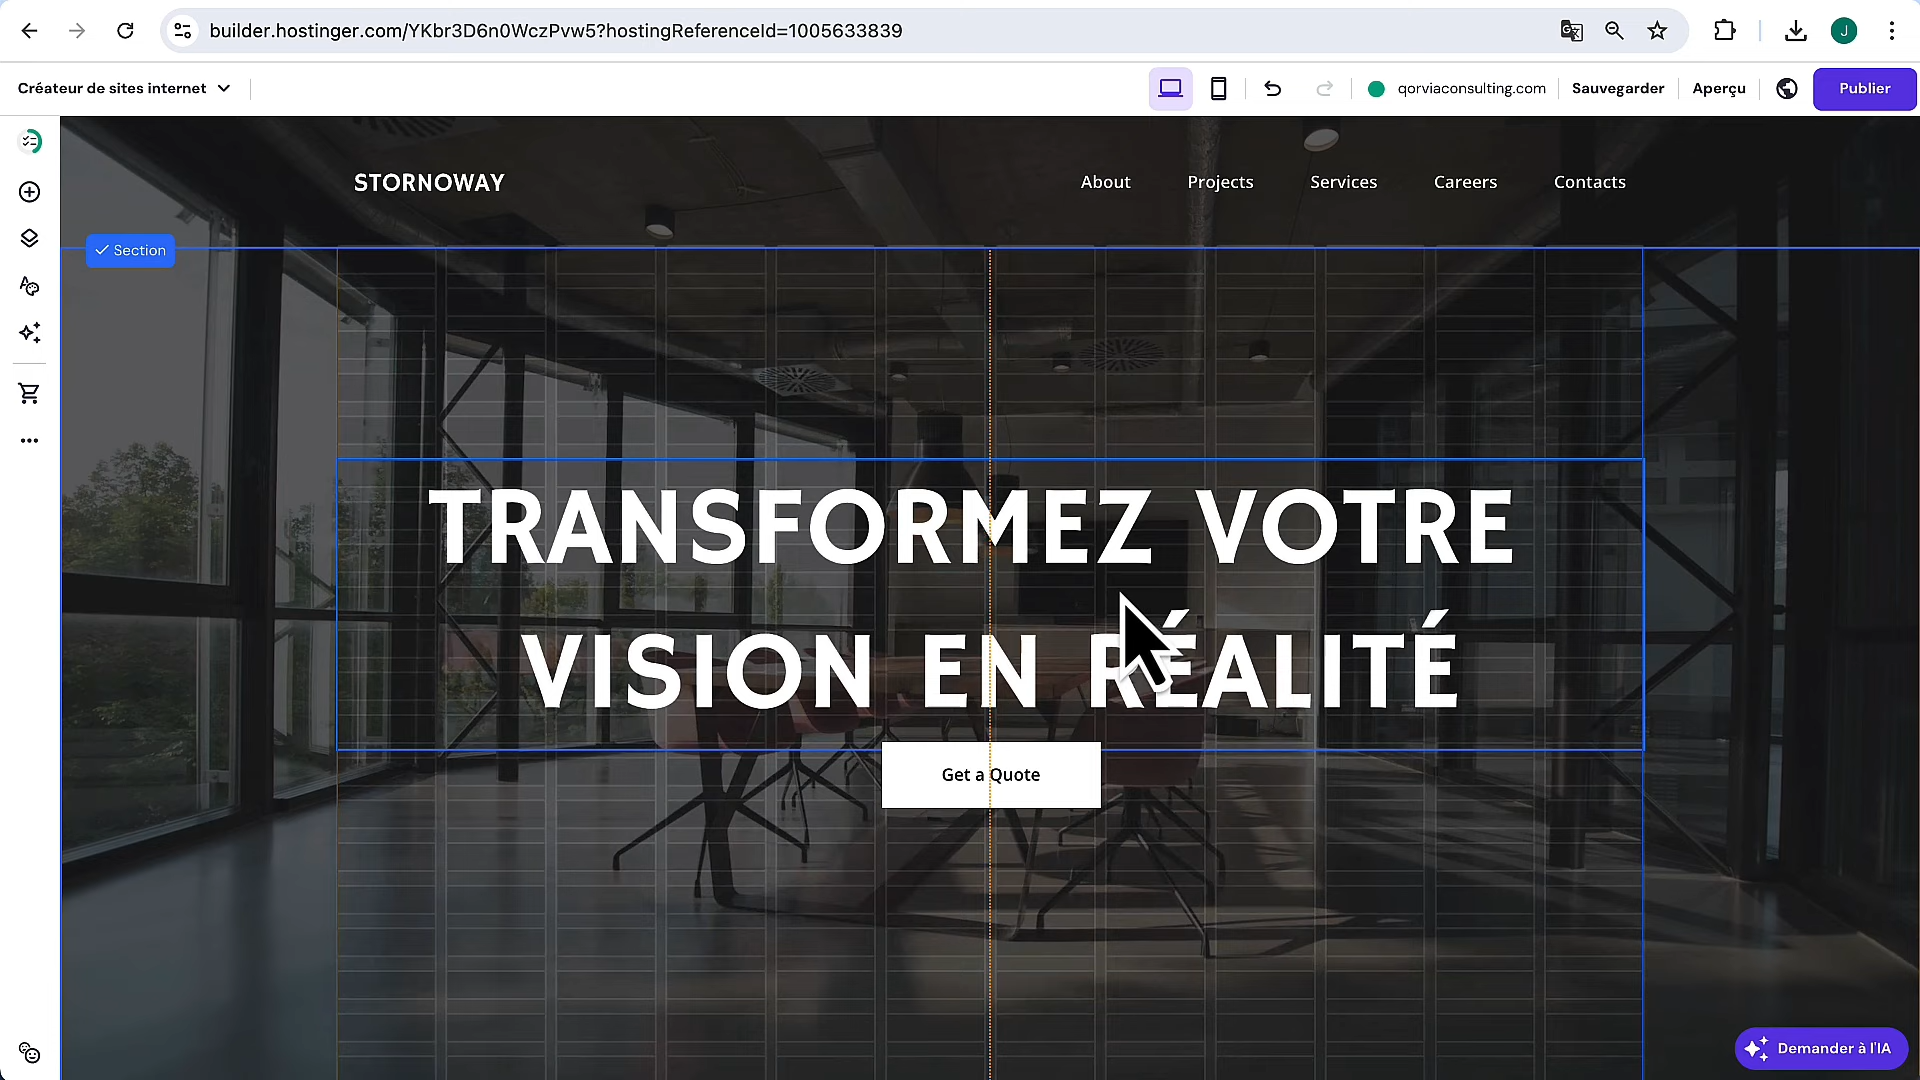 builder.hostinger.com/YKbr3D6n0WczPvw5?hostingReferenceId=1005633839
J
Créateur de sites internet
qorviaconsulting.com
Sauvegarder
Aperçu
Publier
STORNOWAY
About
Projects
Services
Careers
Contacts
Section
TRANSFORMEZ VOTRE
VISION EN RÉALITÉ
Get a Quote
Demander à l'IA